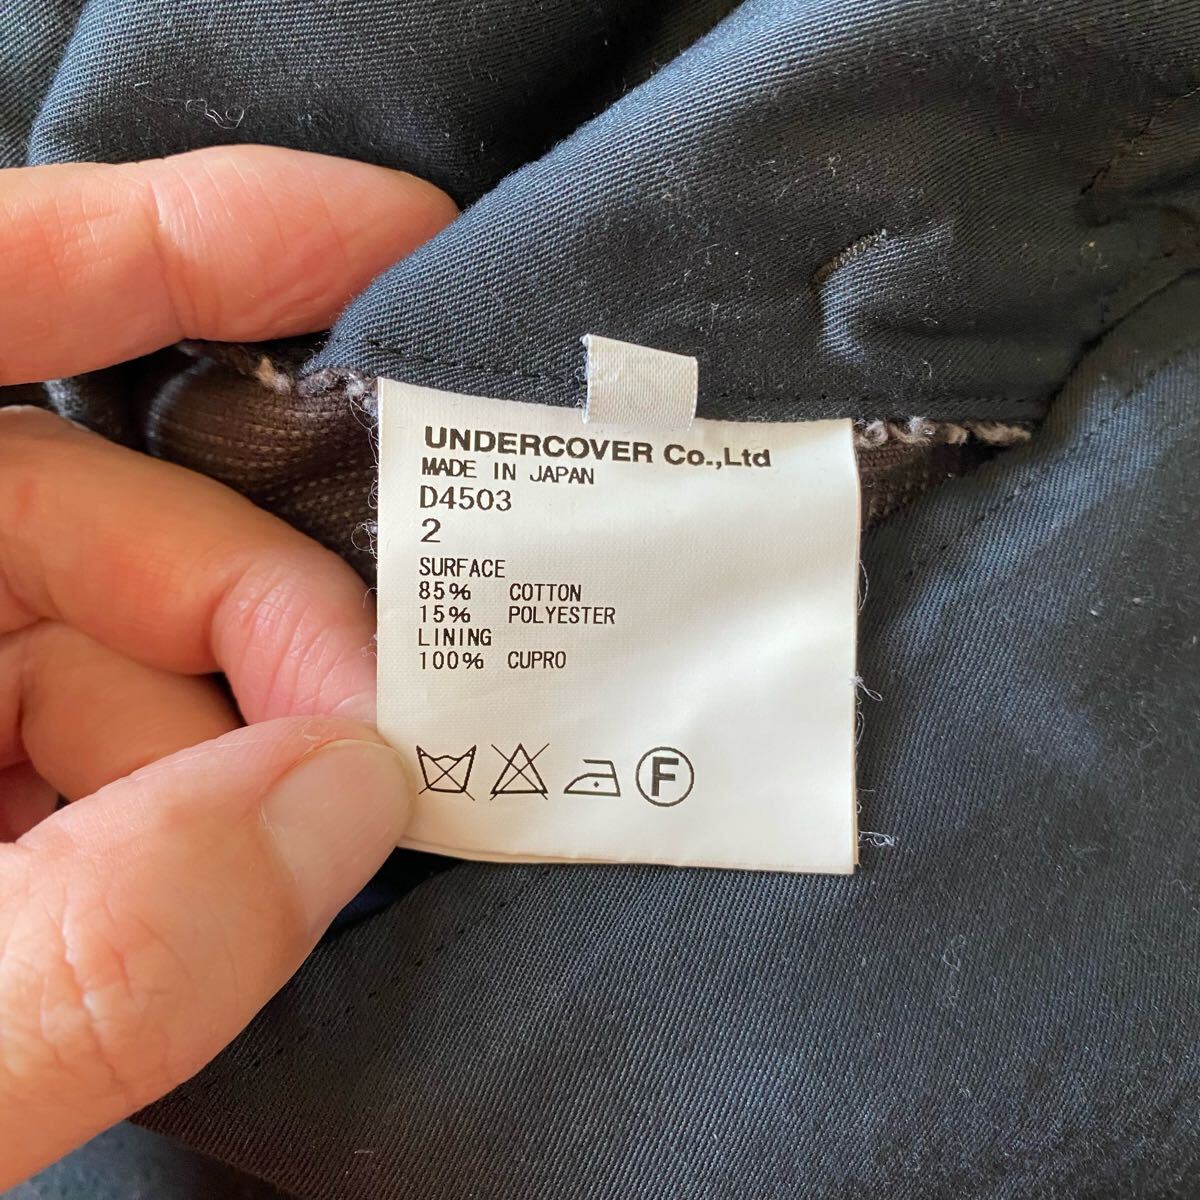 UNDERCOVER Co.,Ltd
MADE IN JAPAN
D4503
2
SURFACE
85% COTTON
15% POLYESTER
LINING
100% CUPRO
F